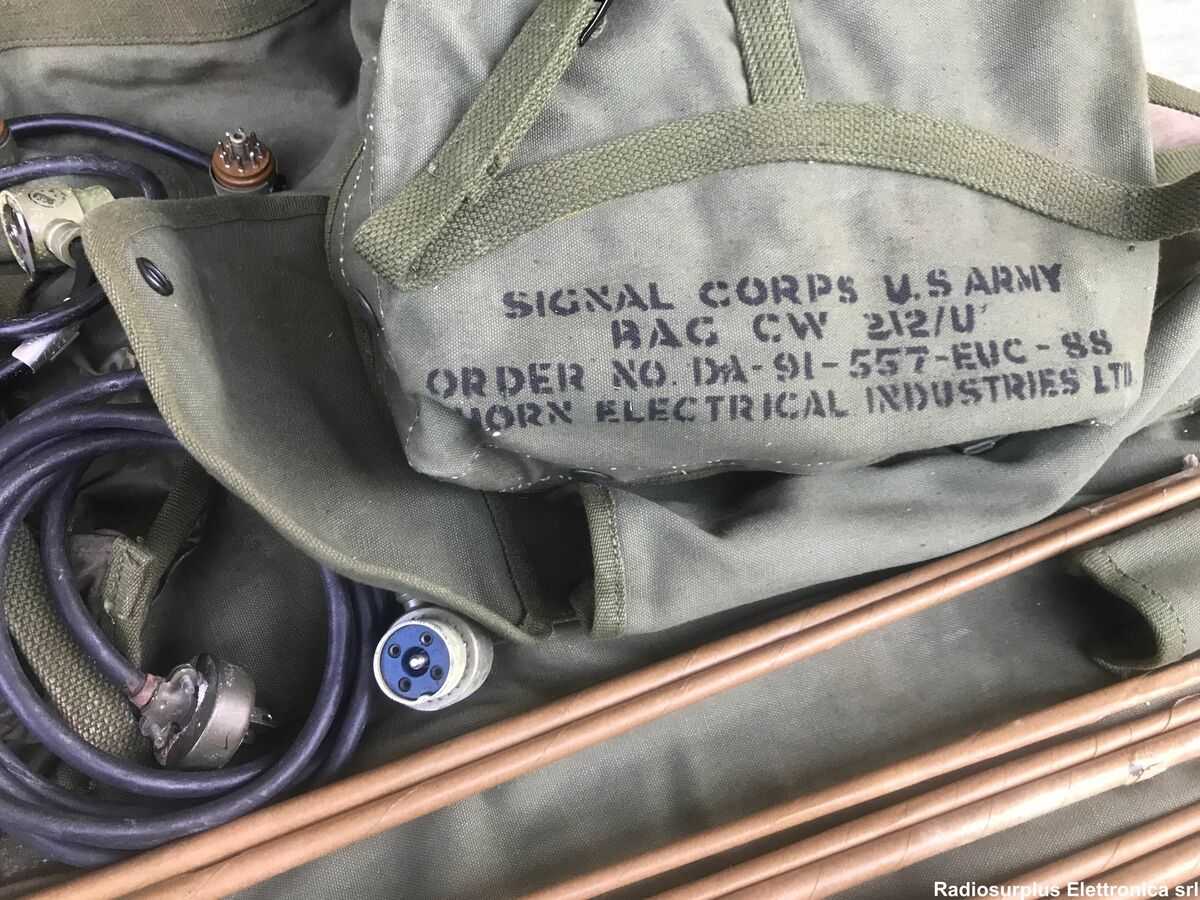 SIGNAL CORPS U.S ARMY
BAG CW 212/U
ORDER NO. DA-91-557-EUC-88
HORN ELECTRICAL INDUSTRIES LTD.
Radiosurplus Elettronica srl